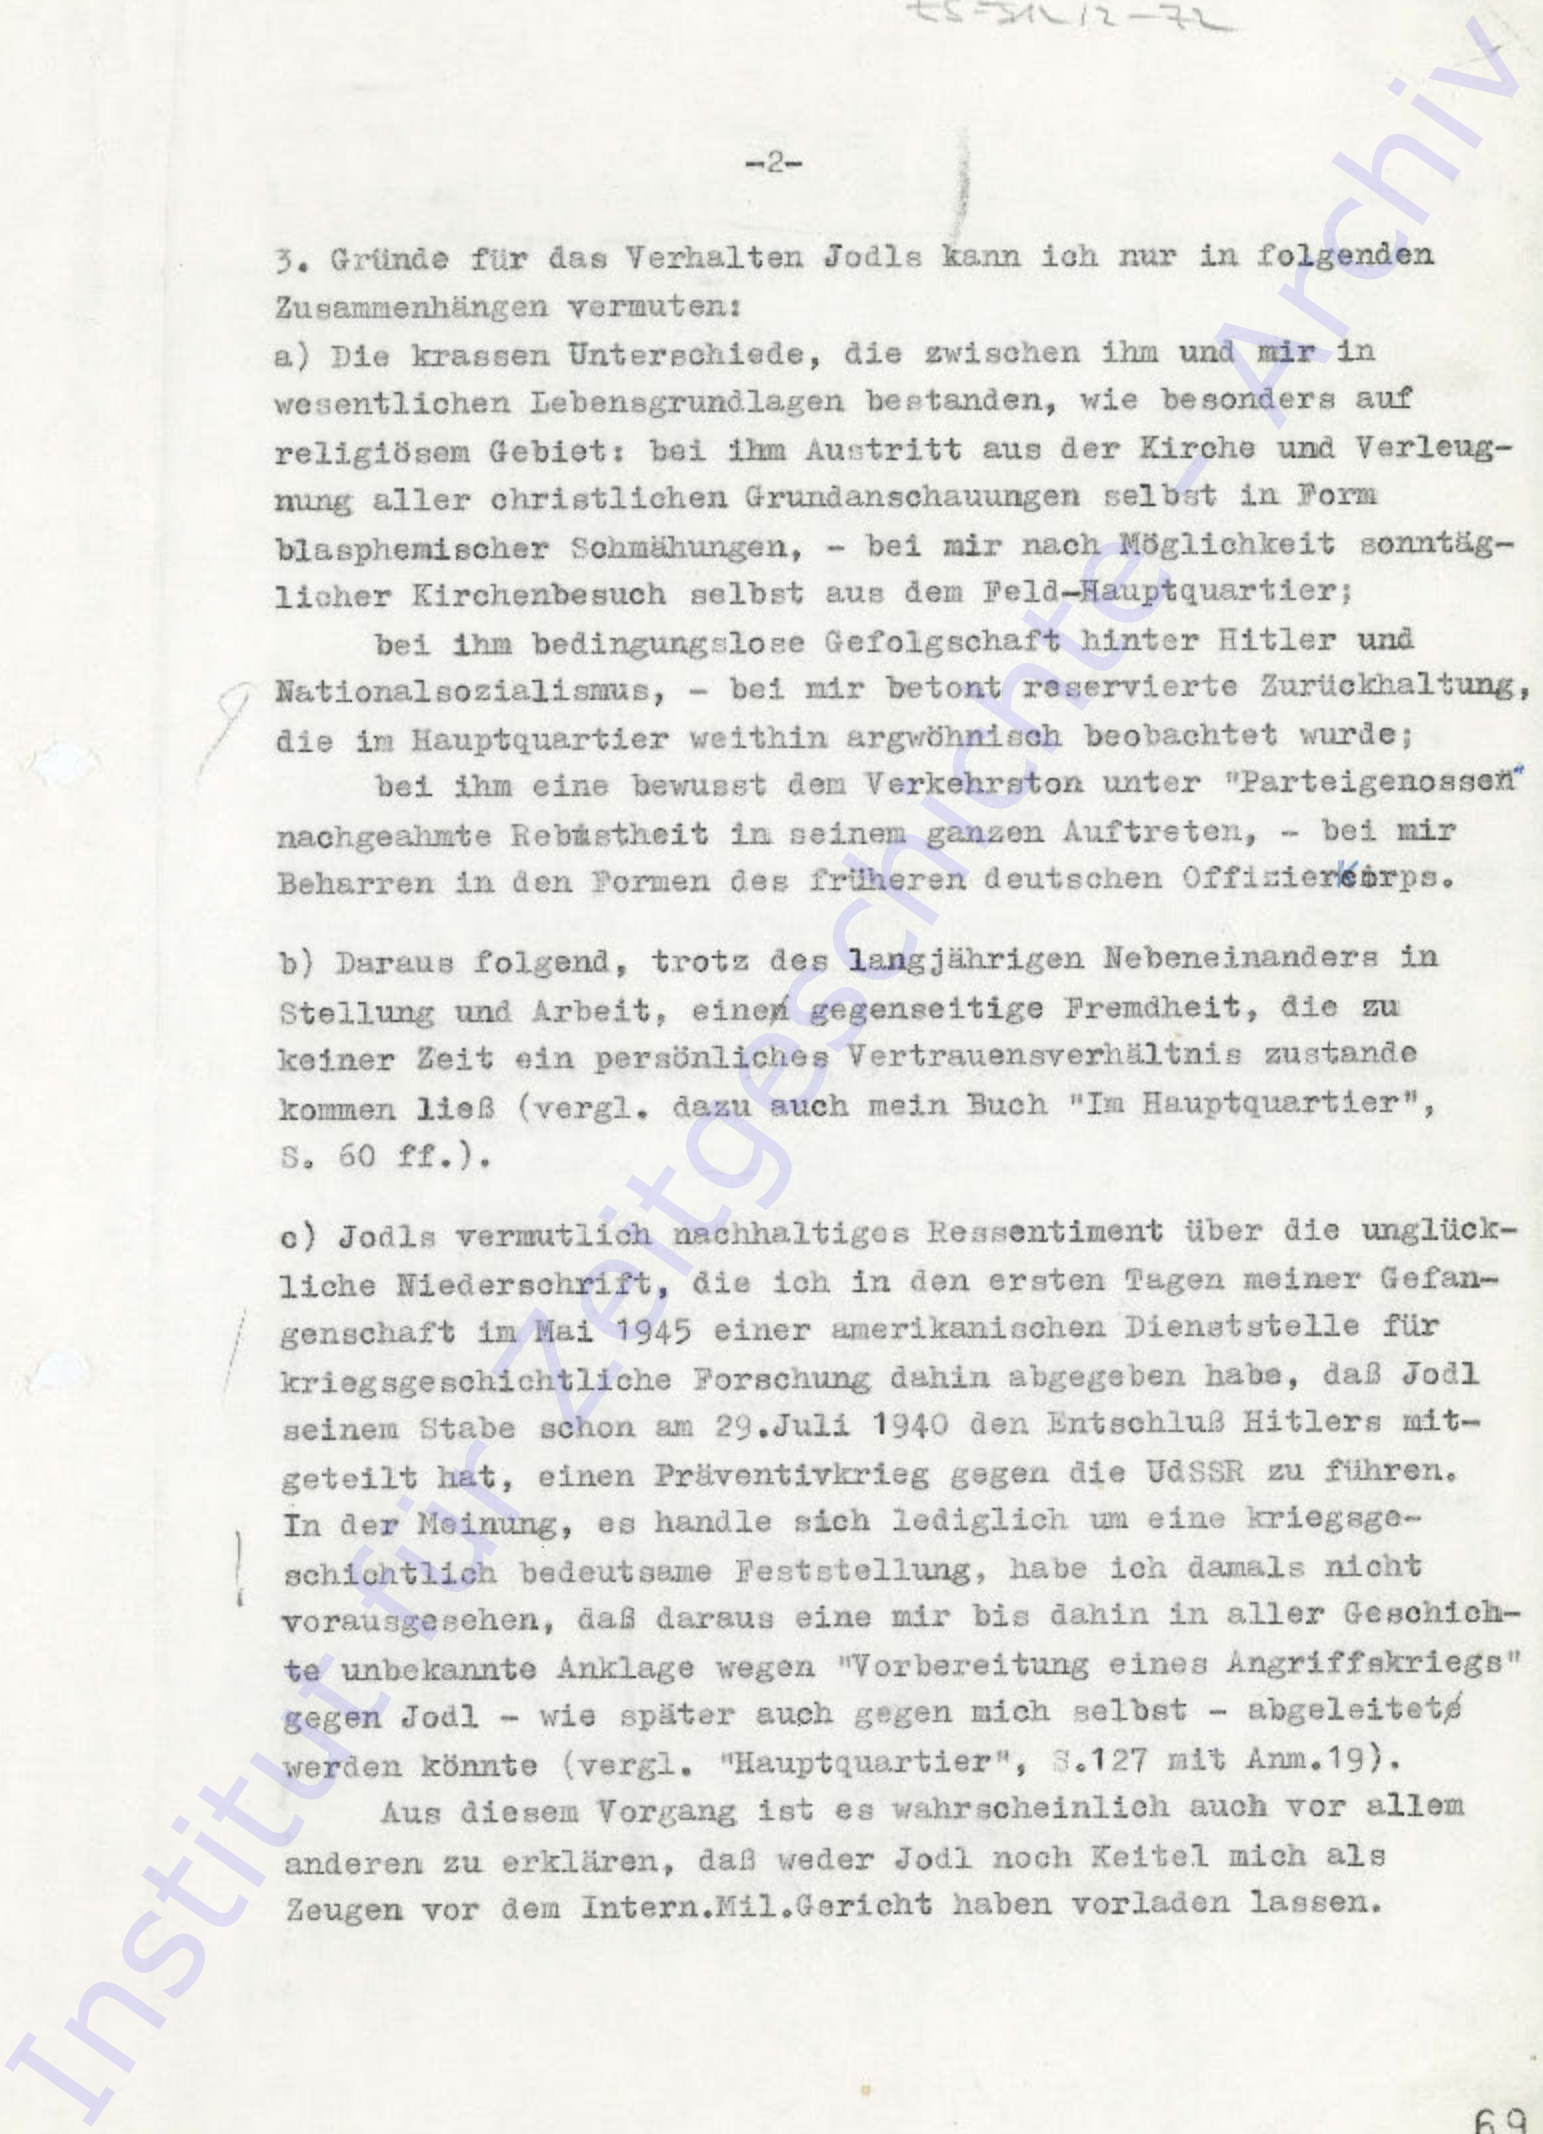 -2-
3. Gründe für das Verhalten Jodls kann ich nur in folgenden
Zusammenhängen vermuten:
a) Die krassen Unterschiede, die zwischen ihm und mir in
wesentlichen Lebensgrundlagen bestanden, wie besonders auf
religiösem Gebiet: bei ihm Austritt aus der Kirche und Verleug-
nung aller christlichen Grundanschauungen selbst in Form
blasphemischer Schmähungen, - bei mir nach Möglichkeit sonntäg-
licher Kirchenbesuch selbst aus dem Feld-Hauptquartier;
bei ihm bedingungslose Gefolgschaft hinter Hitler und
Nationalsozialismus, - bei mir betont reservierte Zurückhaltung,
die im Hauptquartier weithin argwöhnisch beobachtet wurde;
bei ihm eine bewusst dem Verkehrston unter "Parteigenossen"
nachgeahmte Robustheit in seinem ganzen Auftreten, - bei mir
Beharren in den Formen des früheren deutschen Offizierkorps.
b) Daraus folgend, trotz des langjährigen Nebeneinanders in
Stellung und Arbeit, eine gegenseitige Fremdheit, die zu
keiner Zeit ein persönliches Vertrauensverhältnis zustande
kommen ließ (vergl. dazu auch mein Buch "Im Hauptquartier",
S. 60 ff.).
c) Jodls vermutlich nachhaltiges Ressentiment über die unglück-
liche Niederschrift, die ich in den ersten Tagen meiner Gefan-
genschaft im Mai 1945 einer amerikanischen Dienststelle für
kriegsgeschichtliche Forschung dahin abgegeben habe, daß Jodl
seinem Stabe schon am 29.Juli 1940 den Entschluß Hitlers mit-
geteilt hat, einen Präventivkrieg gegen die UdSSR zu führen.
In der Meinung, es handle sich lediglich um eine kriegsge-
schichtlich bedeutsame Feststellung, habe ich damals nicht
vorausgesehen, daß daraus eine mir bis dahin in aller Geschich-
te unbekannte Anklage wegen "Vorbereitung eines Angriffskriegs"
gegen Jodl - wie später auch gegen mich selbst - abgeleitet
werden könnte (vergl. "Hauptquartier", S.127 mit Anm.19).
Aus diesem Vorgang ist es wahrscheinlich auch vor allem
anderen zu erklären, daß weder Jodl noch Keitel mich als
Zeugen vor dem Intern.Mil.Gericht haben vorladen lassen.
69
Institut für Zeitgeschichte - Archiv